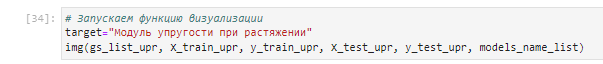 [34]: # Запускаем функцию визуализации
target="Модуль упругости при растяжении"
img(gs_list_upr, X_train_upr, y_train_upr, X_test_upr, y_test_upr, models_name_list)